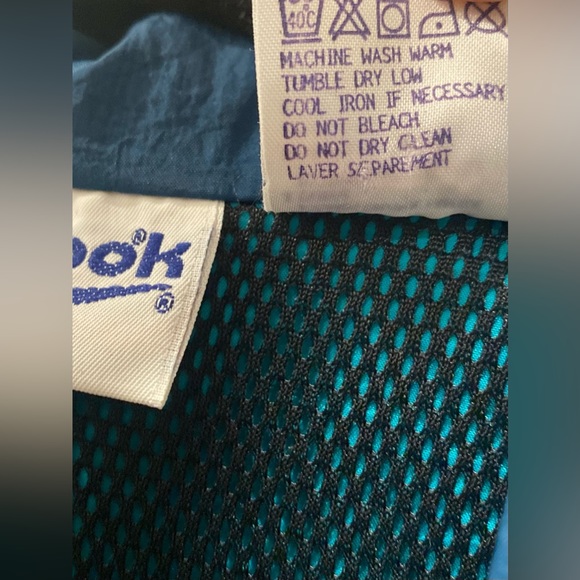 40°C
MACHINE WASH WARM
TUMBLE DRY LOW
COOL IRON IF NECESSARY
DO NOT BLEACH
DO NOT DRY CLEAN
LAVER SEPAREMENT
ook®
®